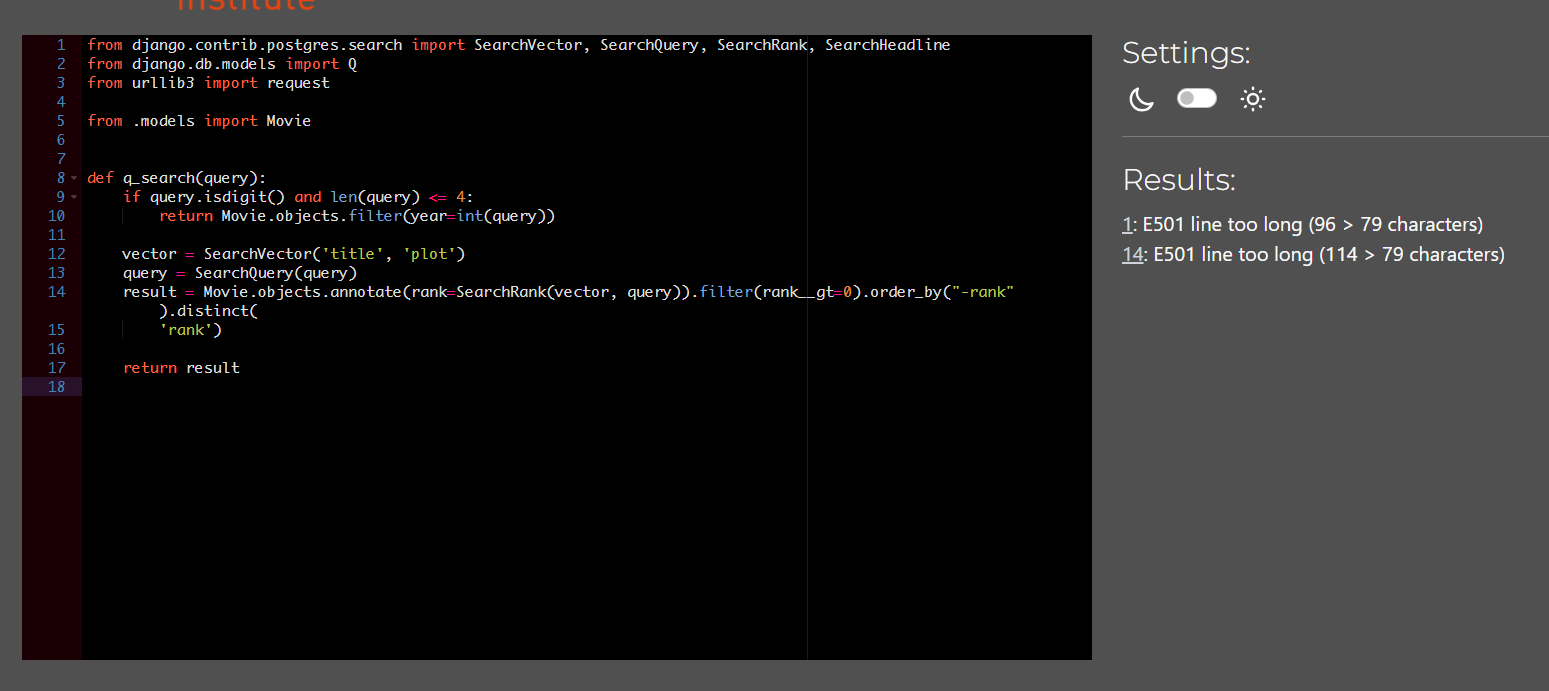 institute
1 from django.contrib.postgres.search import SearchVector, SearchQuery, SearchRank, SearchHeadline
2 from django.db.models import Q
3 from urllib3 import request
4
5 from .models import Movie
6
7
8 def q_search(query):
9     if query.isdigit() and len(query) <= 4:
10         return Movie.objects.filter(year=int(query))
11
12     vector = SearchVector('title', 'plot')
13     query = SearchQuery(query)
14     result = Movie.objects.annotate(rank=SearchRank(vector, query)).filter(rank__gt=0).order_by("-rank"
).distinct(
15         'rank')
16
17     return result
18
Settings:
Results:
1: E501 line too long (96 > 79 characters)
14: E501 line too long (114 > 79 characters)